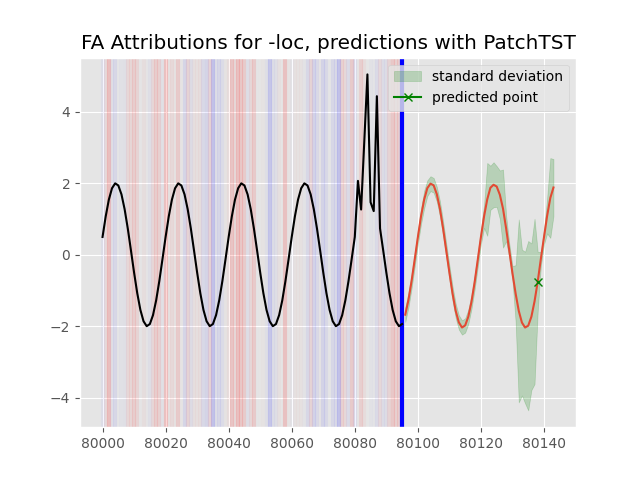 FA Attributions for -loc, predictions with PatchTST
standard deviation
predicted point
4
2
0
−2
−4
80000 80020 80040 80060 80080 80100 80120 80140